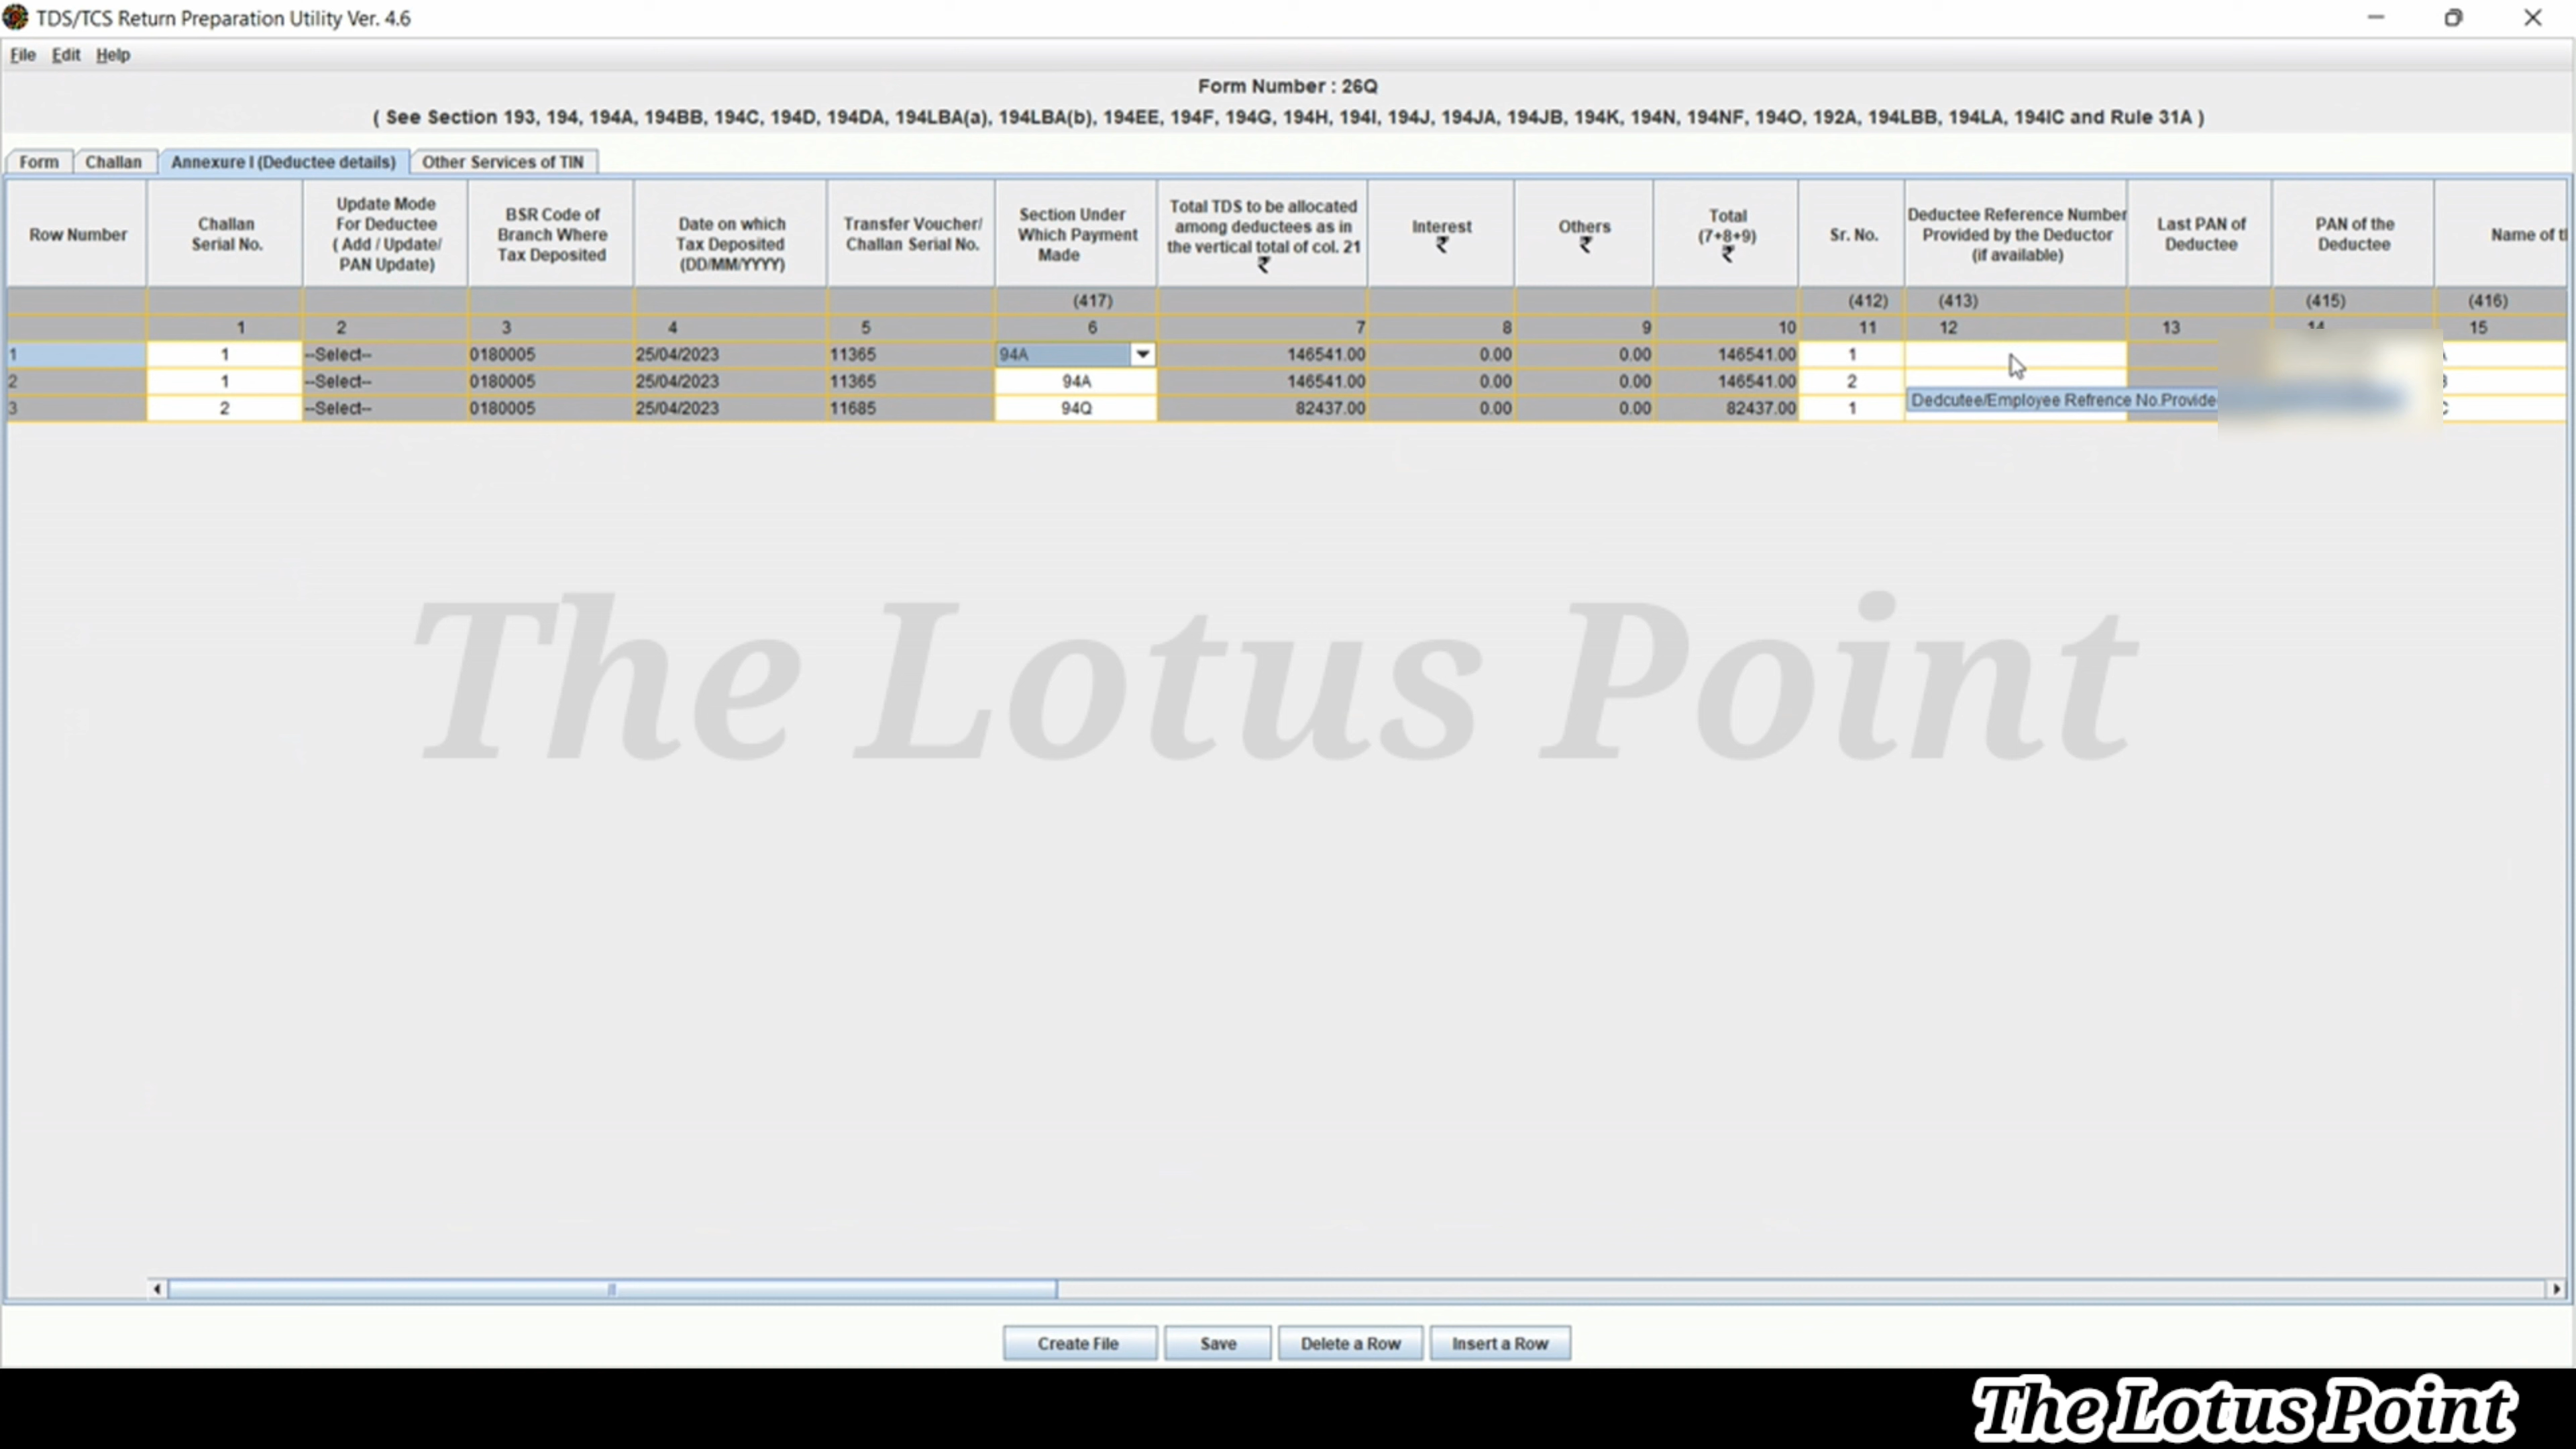 TDS/TCS Return Preparation Utility Ver. 4.6
File Edit Help
Form Number : 26Q
( See Section 193, 194, 194A, 194BB, 194C, 194D, 194DA, 194LBA(a), 194LBA(b), 194EE, 194F, 194G, 194H, 194I, 194J, 194JA, 194JB, 194K, 194N, 194NF, 194O, 192A, 194LBB, 194LA, 194IC and Rule 31A )
Form Challan Annexure I (Deductee details) Other Services of TIN
Row Number
Challan
Serial No.
Update Mode
For Deductee
( Add / Update/
PAN Update)
BSR Code of
Branch Where
Tax Deposited
Date on which
Tax Deposited
(DD/MM/YYYY)
Transfer Voucher/
Challan Serial No.
Section Under
Which Payment
Made
Total TDS to be allocated
among deductees as in
the vertical total of col. 21
₹
Interest
₹
Others
₹
Total
(7+8+9)
₹
Sr. No.
Deductee Reference Number
Provided by the Deductor
(if available)
Last PAN of
Deductee
PAN of the
Deductee
Name of
(417) (412) (413) (415) (416)
1 2 3 4 5 6 7 8 9 10 11 12 13 14 15
1 1 --Select-- 0180005 25/04/2023 11365 94A 146541.00 0.00 0.00 146541.00 1
2 1 --Select-- 0180005 25/04/2023 11365 94A 146541.00 0.00 0.00 146541.00 2
3 2 --Select-- 0180005 25/04/2023 11685 94Q 82437.00 0.00 0.00 82437.00 1
Dedcutee/Employee Refrence No.Provide
The Lotus Point
Create File Save Delete a Row Insert a Row
The Lotus Point